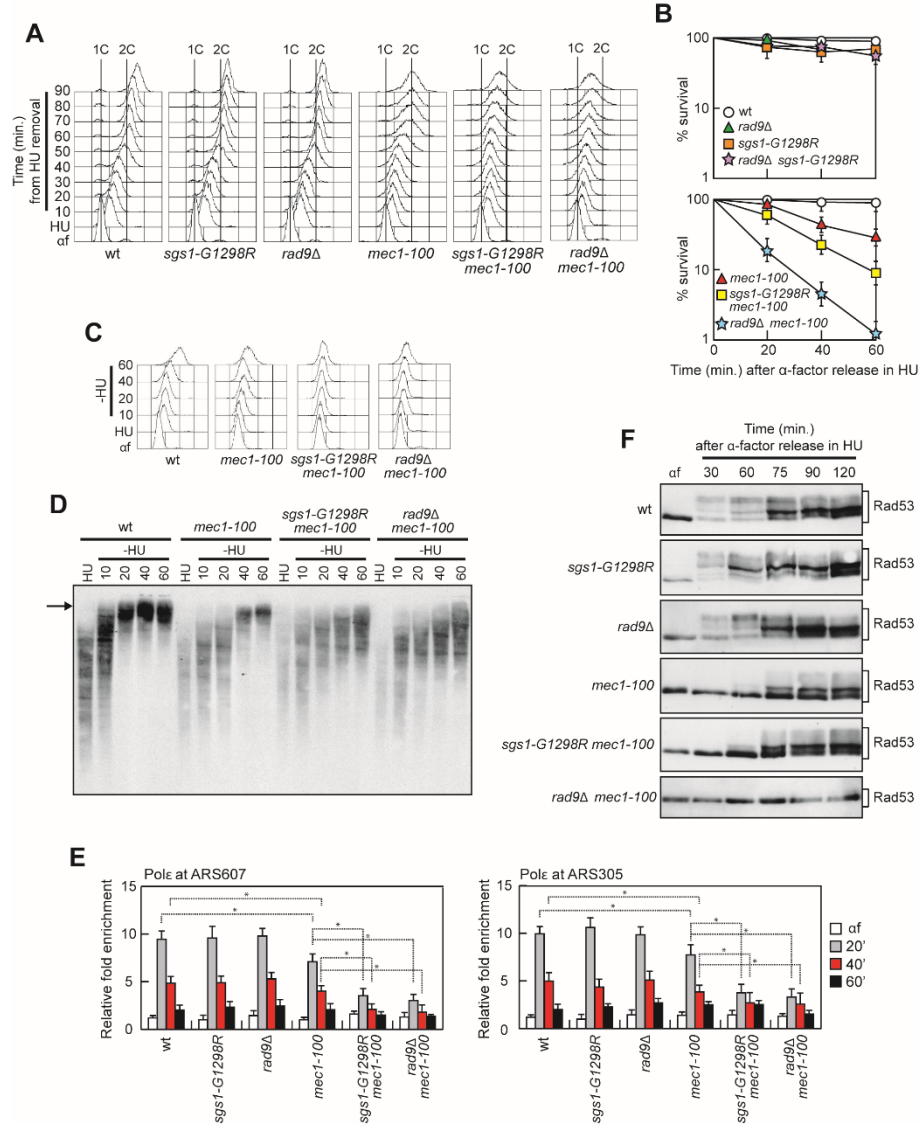 A
1C 2C 1C 2C 1C 2C 1C 2C 1C 2C 1C 2C
Time (min.)
from HU removal
90
80
70
60
50
40
30
20
10
HU
αf
wt
sgs1-G1298R
rad9Δ
mec1-100
sgs1-G1298R
mec1-100
rad9Δ
mec1-100
B
% survival
100
10
1
wt
rad9Δ
sgs1-G1298R
rad9Δ sgs1-G1298R
% survival
100
10
1
mec1-100
sgs1-G1298R
mec1-100
rad9Δ mec1-100
0 20 40 60
Time (min.) after α-factor release in HU
C
-HU
60
40
20
10
HU
αf
wt
mec1-100
sgs1-G1298R
mec1-100
rad9Δ
mec1-100
D
wt
mec1-100
sgs1-G1298R
mec1-100
rad9Δ
mec1-100
-HU -HU -HU -HU
HU 10 20 40 60 HU 10 20 40 60 HU 10 20 40 60 HU 10 20 40 60
F
Time (min.)
after α-factor release in HU
αf 30 60 75 90 120
wt Rad53
sgs1-G1298R Rad53
rad9Δ Rad53
mec1-100 Rad53
sgs1-G1298R mec1-100 Rad53
rad9Δ mec1-100 Rad53
E
Polε at ARS607
Relative fold enrichment
15
10
5
0
* * * * * *
wt
sgs1-G1298R
rad9Δ
mec1-100
sgs1-G1298R
mec1-100
rad9Δ
mec1-100
Polε at ARS305
Relative fold enrichment
15
10
5
0
* * * * * *
wt
sgs1-G1298R
rad9Δ
mec1-100
sgs1-G1298R
mec1-100
rad9Δ
mec1-100
αf
20'
40'
60'